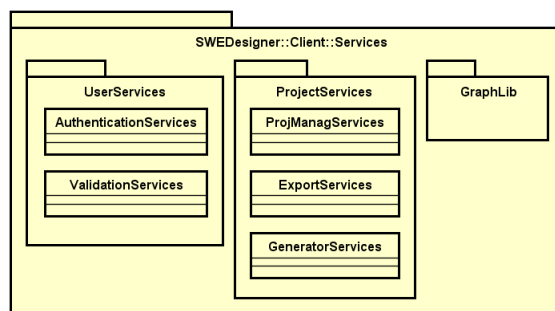 SWEDesigner::Client::Services
UserServices
AuthenticationServices
ValidationServices
ProjectServices
ProjManagServices
ExportServices
GeneratorServices
GraphLib